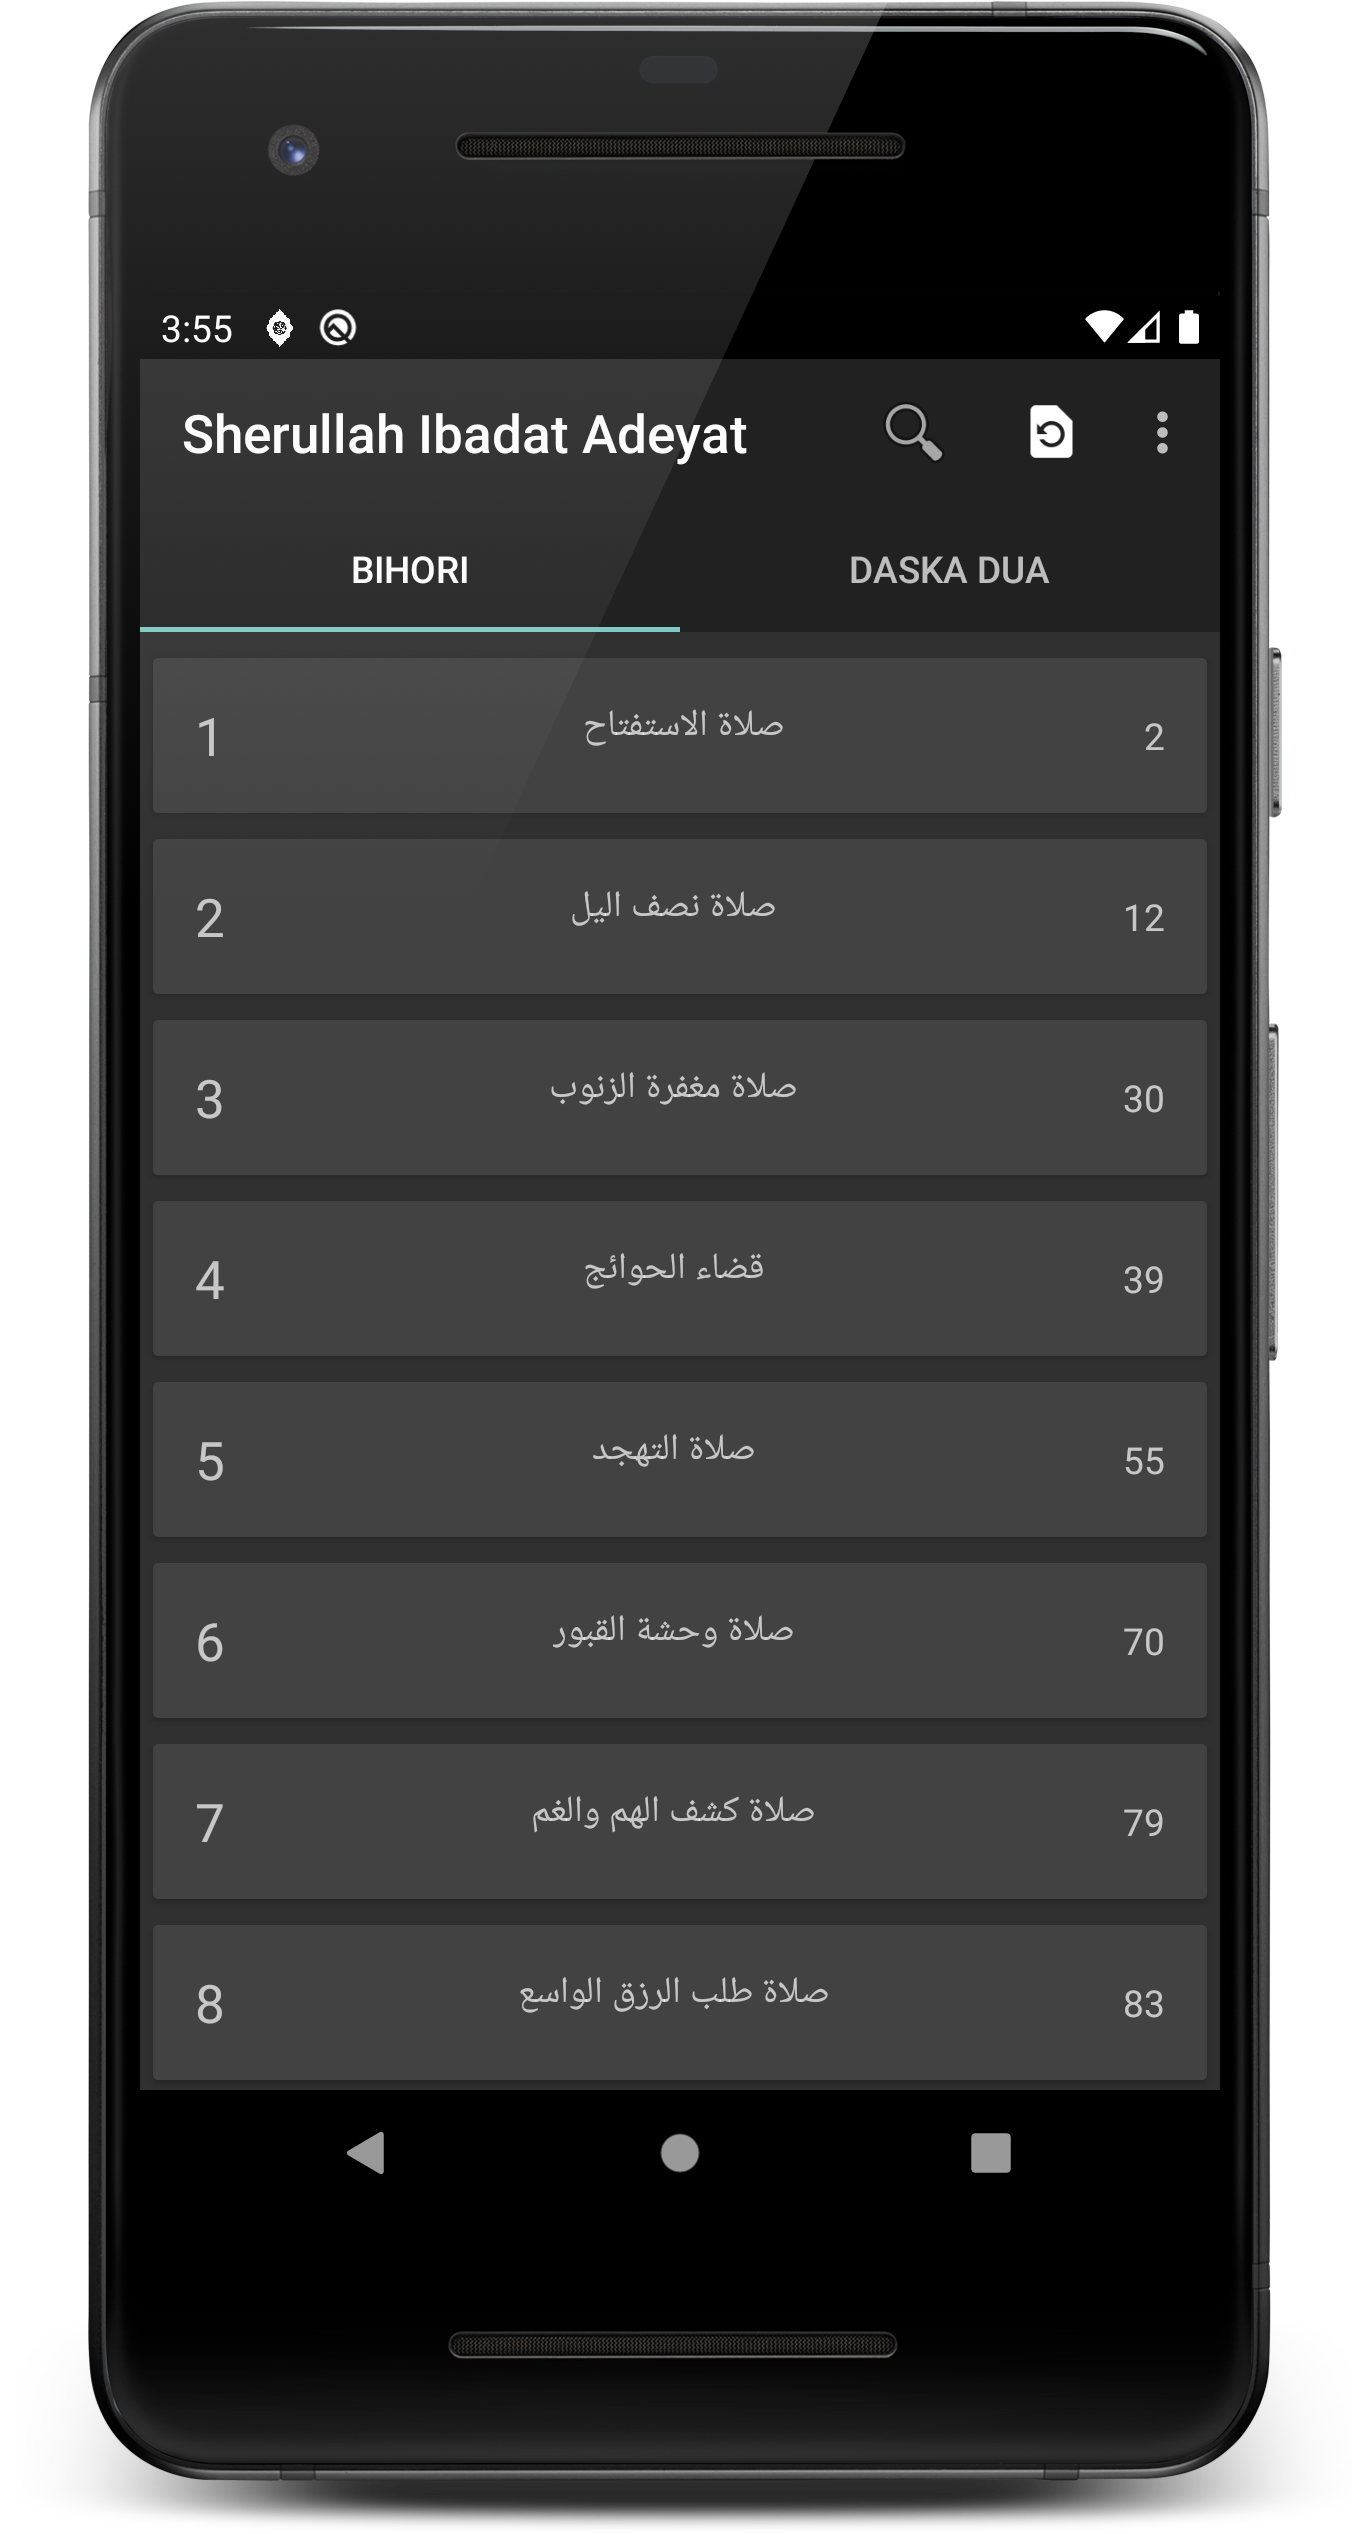 3:55
Sherullah Ibadat Adeyat
BIHORI DASKA DUA
1 صلاة الاستفتاح 2
2 صلاة نصف اليل 12
3 صلاة مغفرة الزنوب 30
4 قضاء الحوائج 39
5 صلاة التهجد 55
6 صلاة وحشة القبور 70
7 صلاة كشف الهم والغم 79
8 صلاة طلب الرزق الواسع 83